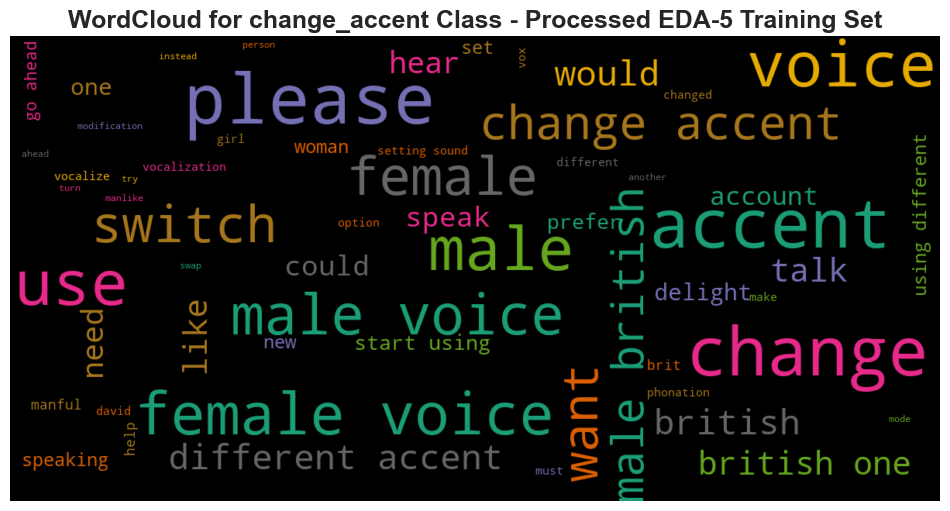 WordCloud for change_accent Class - Processed EDA-5 Training Set
go ahead
instead
person
set
vox
hear
one
please
would
voice
changed
change accent
modification
girl
woman
setting sound
ahead
vocalization
vocalize
try
turn
manlike
female
different
another
switch
option
speak
male
prefer
account
accent
using different
use
swap
could
talk
delight
make
need
like
male voice
new
start using
male british
brit
change
manful
david
help
female voice
want
phonation
british
mode
speaking
different accent
must
british one